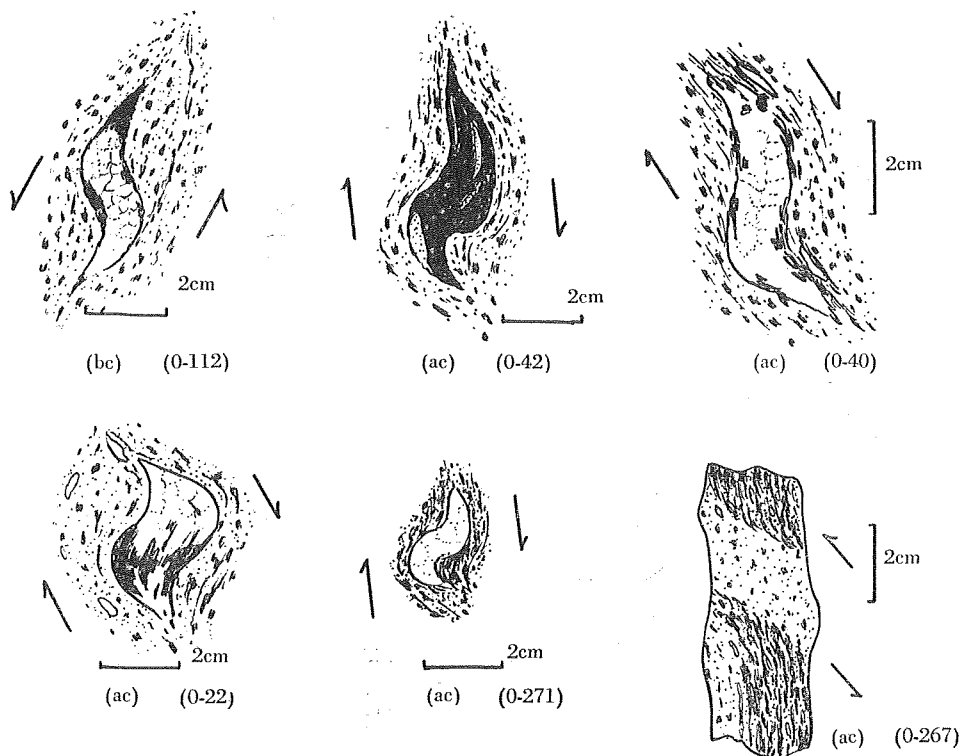 2cm
(bc) (0-112)
2cm
(ac) (0-42)
2cm
(ac) (0-40)
2cm
(ac) (0-22)
2cm
(ac) (0-271)
2cm
(ac) (0-267)